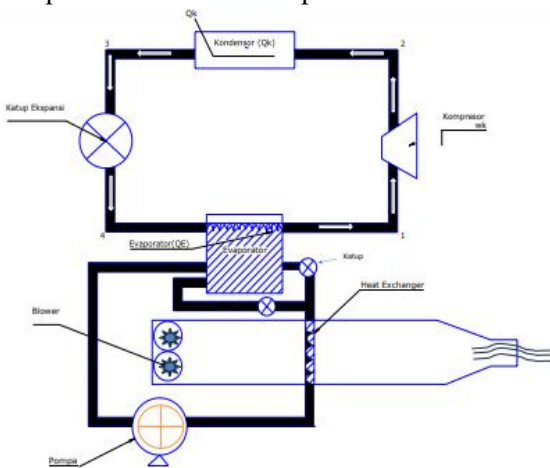 Qk
3
Kondensor (Qk)
2
Katup Ekspansi
Kompresor
wk
4
1
Evaporator(QE)
Evaporator
Katup
Blower
Heat Exchanger
Pompa